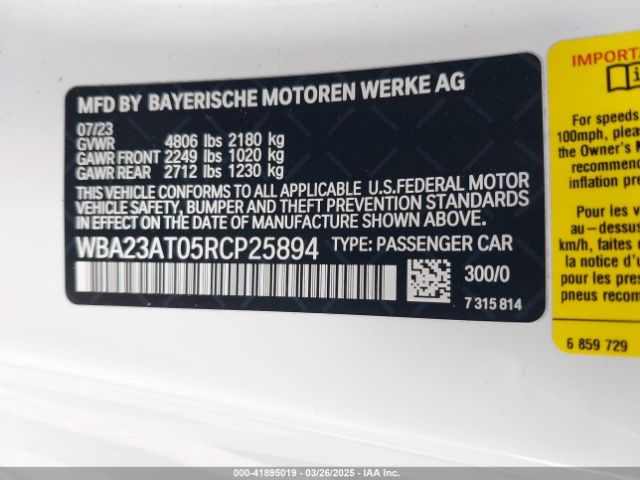 MFD BY BAYERISCHE MOTOREN WERKE AG
07/23
GVWR 4806 lbs 2180 kg
GAWR FRONT 2249 lbs 1020 kg
GAWR REAR 2712 lbs 1230 kg
THIS VEHICLE CONFORMS TO ALL APPLICABLE U.S.FEDERAL MOTOR
VEHICLE SAFETY, BUMPER AND THEFT PREVENTION STANDARDS
IN EFFECT ON THE DATE OF MANUFACTURE SHOWN ABOVE.
WBA23AT05RCP25894 TYPE: PASSENGER CAR
300/0
7 315 814
IMPORTA
For speeds
100mph, pleas
the Owner's M
recommen
inflation pre
Pour les
au-dessus
km/h, faites
la notice d'u
pneus recom
6 859 729
000-41895019 / 03/26/2025 / IAA Inc.